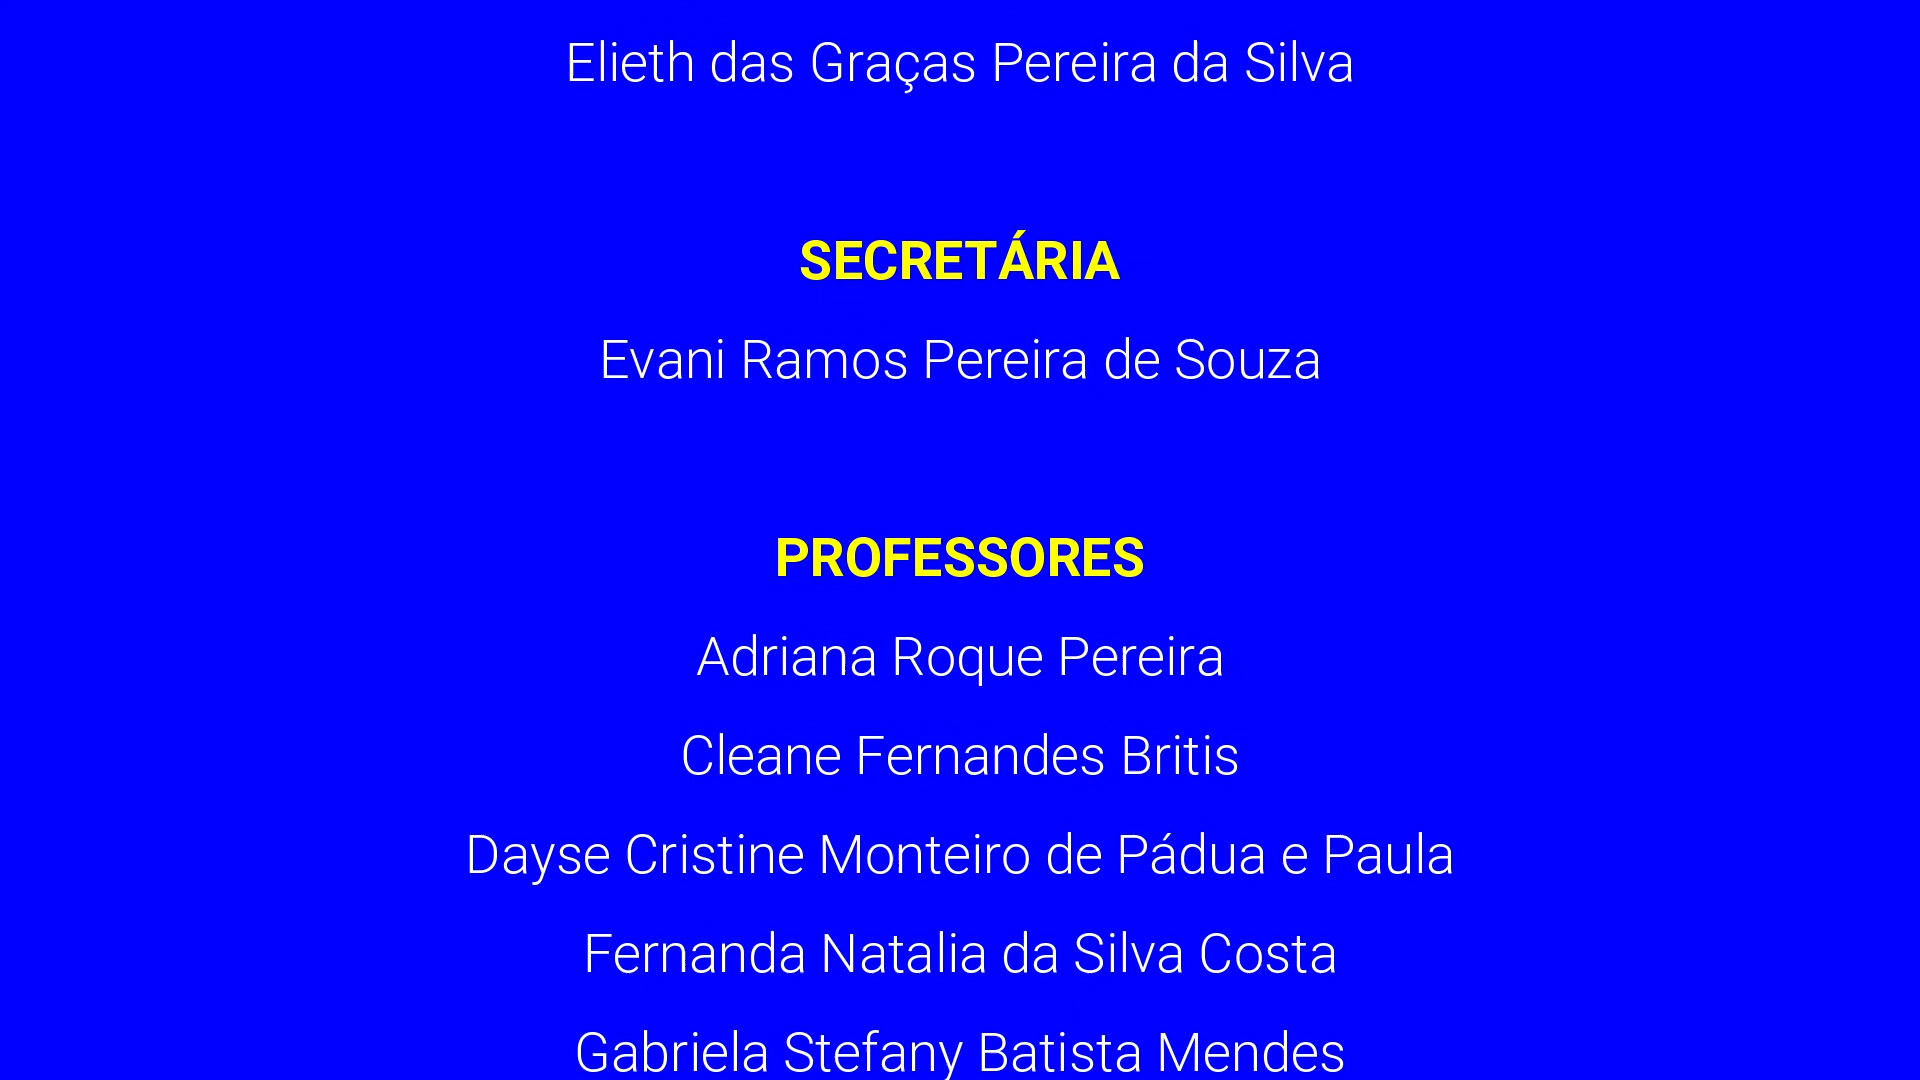 Elieth das Graças Pereira da Silva
SECRETÁRIA
Evani Ramos Pereira de Souza
PROFESSORES
Adriana Roque Pereira
Cleane Fernandes Britis
Dayse Cristine Monteiro de Pádua e Paula
Fernanda Natalia da Silva Costa
Gabriela Stefany Batista Mendes